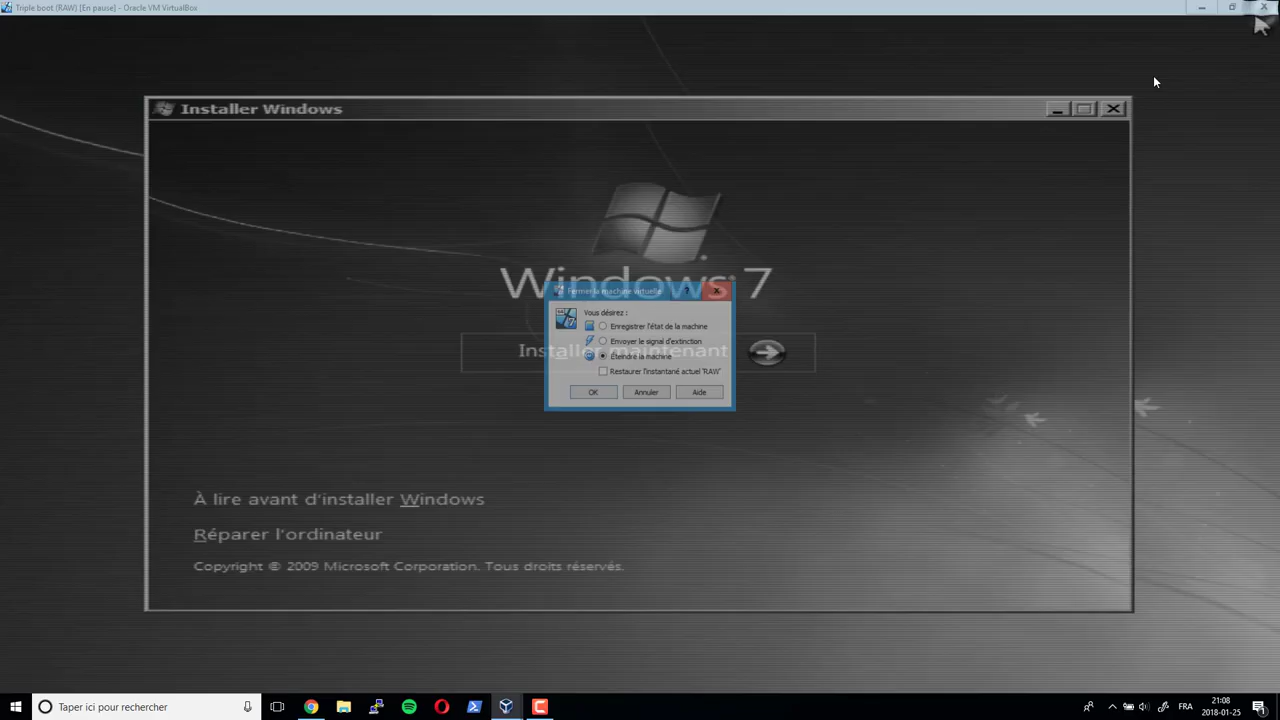 Triple boot (RAW) [En pause] - Oracle VM VirtualBox
Installer Windows
Windows 7
Fermer la machine virtuelle
?
Vous désirez :
Enregistrer l'état de la machine
Envoyer le signal d'extinction
Éteindre la machine
Restaurer l'instantané actuel 'RAW'
OK
Annuler
Aide
Installer maintenant
À lire avant d'installer Windows
Réparer l'ordinateur
Copyright © 2009 Microsoft Corporation. Tous droits réservés.
Taper ici pour rechercher
FRA
21:08
2018-01-25
1